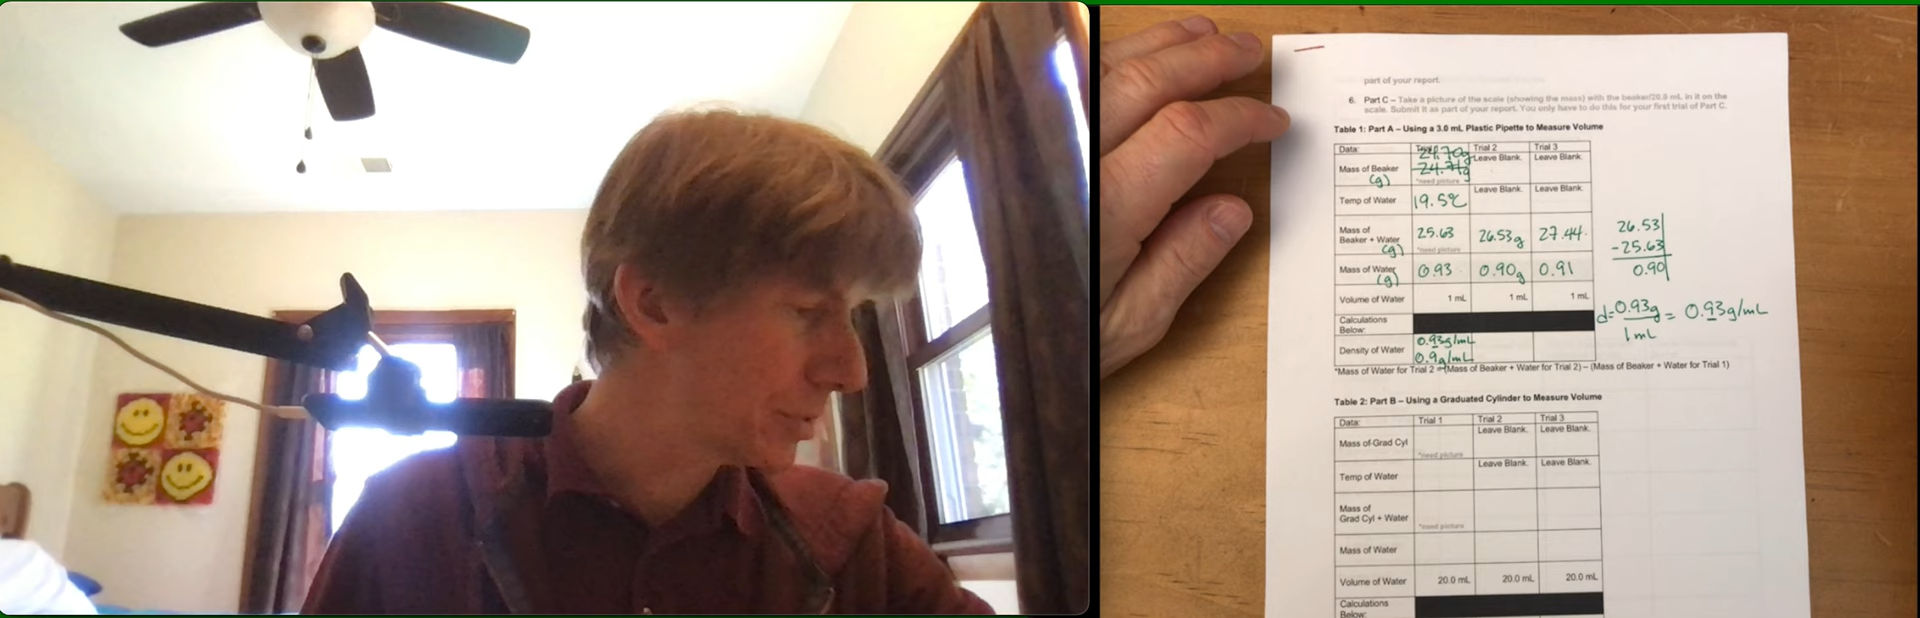 part of your report.
6. Part C – Take a picture of the scale (showing the mass) with the beaker/20.0 mL in it on the
scale. Submit it as part of your report. You only have to do this for your first trial of Part C.
Table 1: Part A – Using a 3.0 mL Plastic Pipette to Measure Volume
Data: Trial 2 Trial 3
24.70g Leave Blank. Leave Blank.
Mass of Beaker 24.71g
(g) *need picture
Leave Blank. Leave Blank.
Temp of Water 19.5°C
Mass of
Beaker + Water 25.63 26.53g 27.44
(g) *need picture
Mass of Water 0.93 0.90g 0.91
(g)
Volume of Water 1 mL 1 mL 1 mL
Calculations
Below:
Density of Water 0.93g/mL
0.9g/mL
26.53
-25.63
0.90
d=0.93g = 0.93g/mL
1mL
*Mass of Water for Trial 2 = (Mass of Beaker + Water for Trial 2) – (Mass of Beaker + Water for Trial 1)
Table 2: Part B – Using a Graduated Cylinder to Measure Volume
Data: Trial 1 Trial 2 Trial 3
Leave Blank. Leave Blank.
Mass of Grad Cyl
*need picture
Leave Blank. Leave Blank.
Temp of Water
Mass of
Grad Cyl + Water
*need picture
Mass of Water
Volume of Water 20.0 mL 20.0 mL 20.0 mL
Calculations
Below: